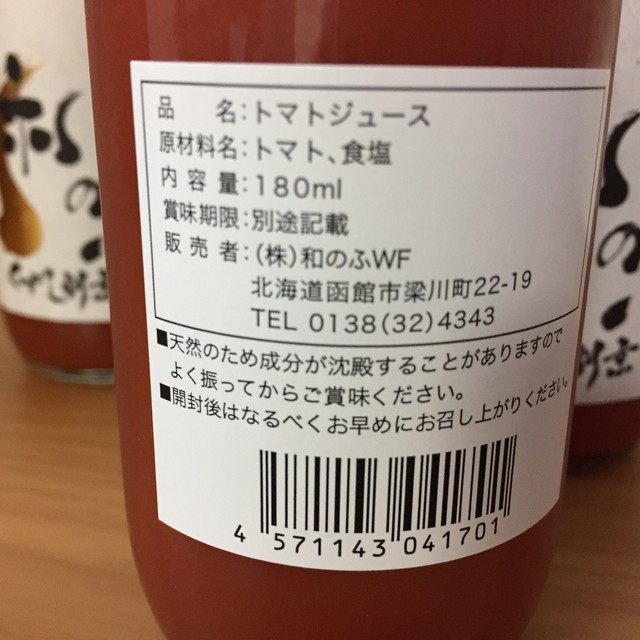 品　名：トマトジュース
原材料名：トマト、食塩
内容量：180ml
賞味期限：別途記載
販売者：（株）和のふWF
北海道函館市梁川町22-19
TEL 0138（32）4343
■天然のため成分が沈殿することがありますので
よく振ってからご賞味ください。
■開封後はなるべくお早めにお召し上がりください。
4 571143 041701